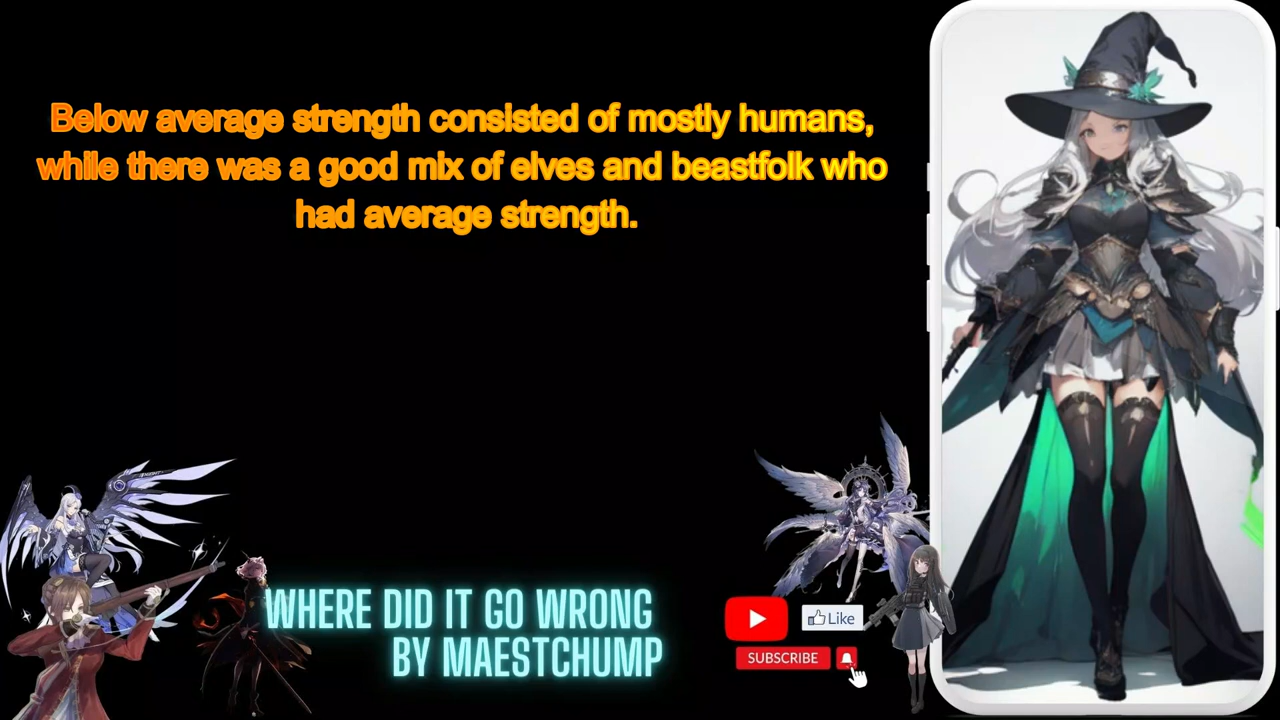 Below average strength consisted of mostly humans,
while there was a good mix of elves and beastfolk who
had average strength.
WHERE DID IT GO WRONG
BY MAESTCHUMP
Like
SUBSCRIBE